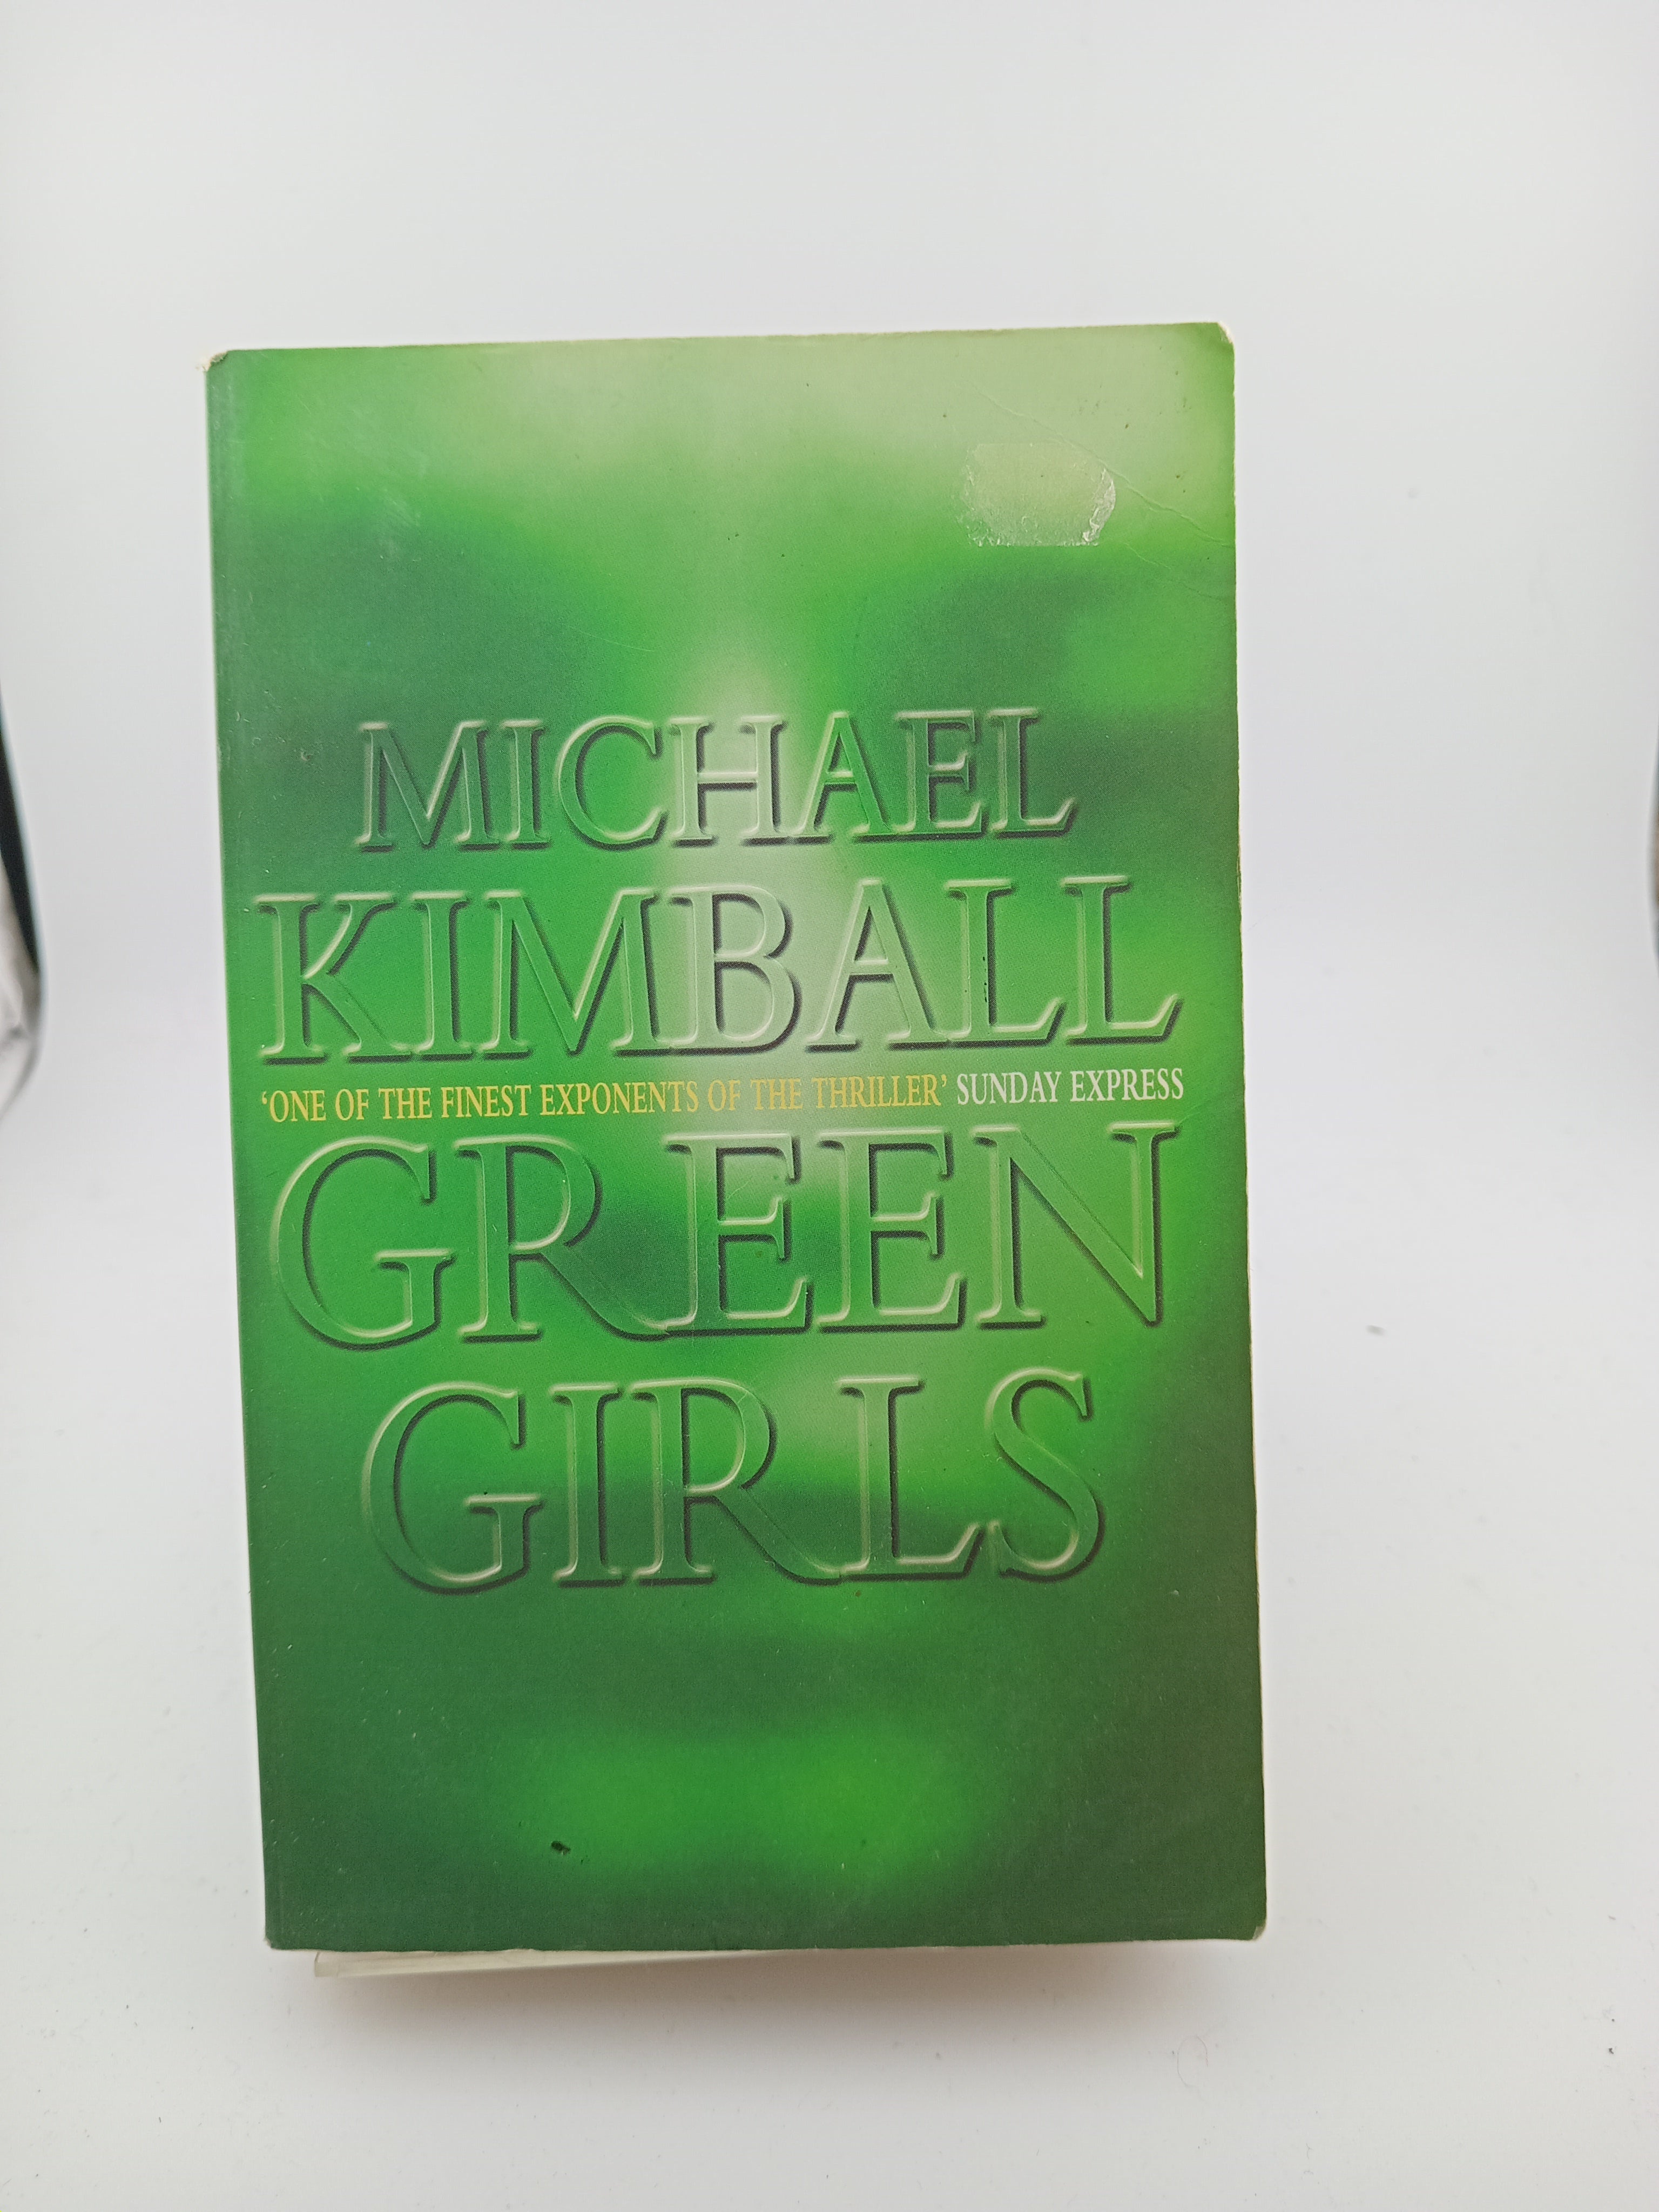 MICHAEL
KIMBALL
‘ONE OF THE FINEST EXPONENTS OF THE THRILLER’ SUNDAY EXPRESS
GREEN
GIRLS